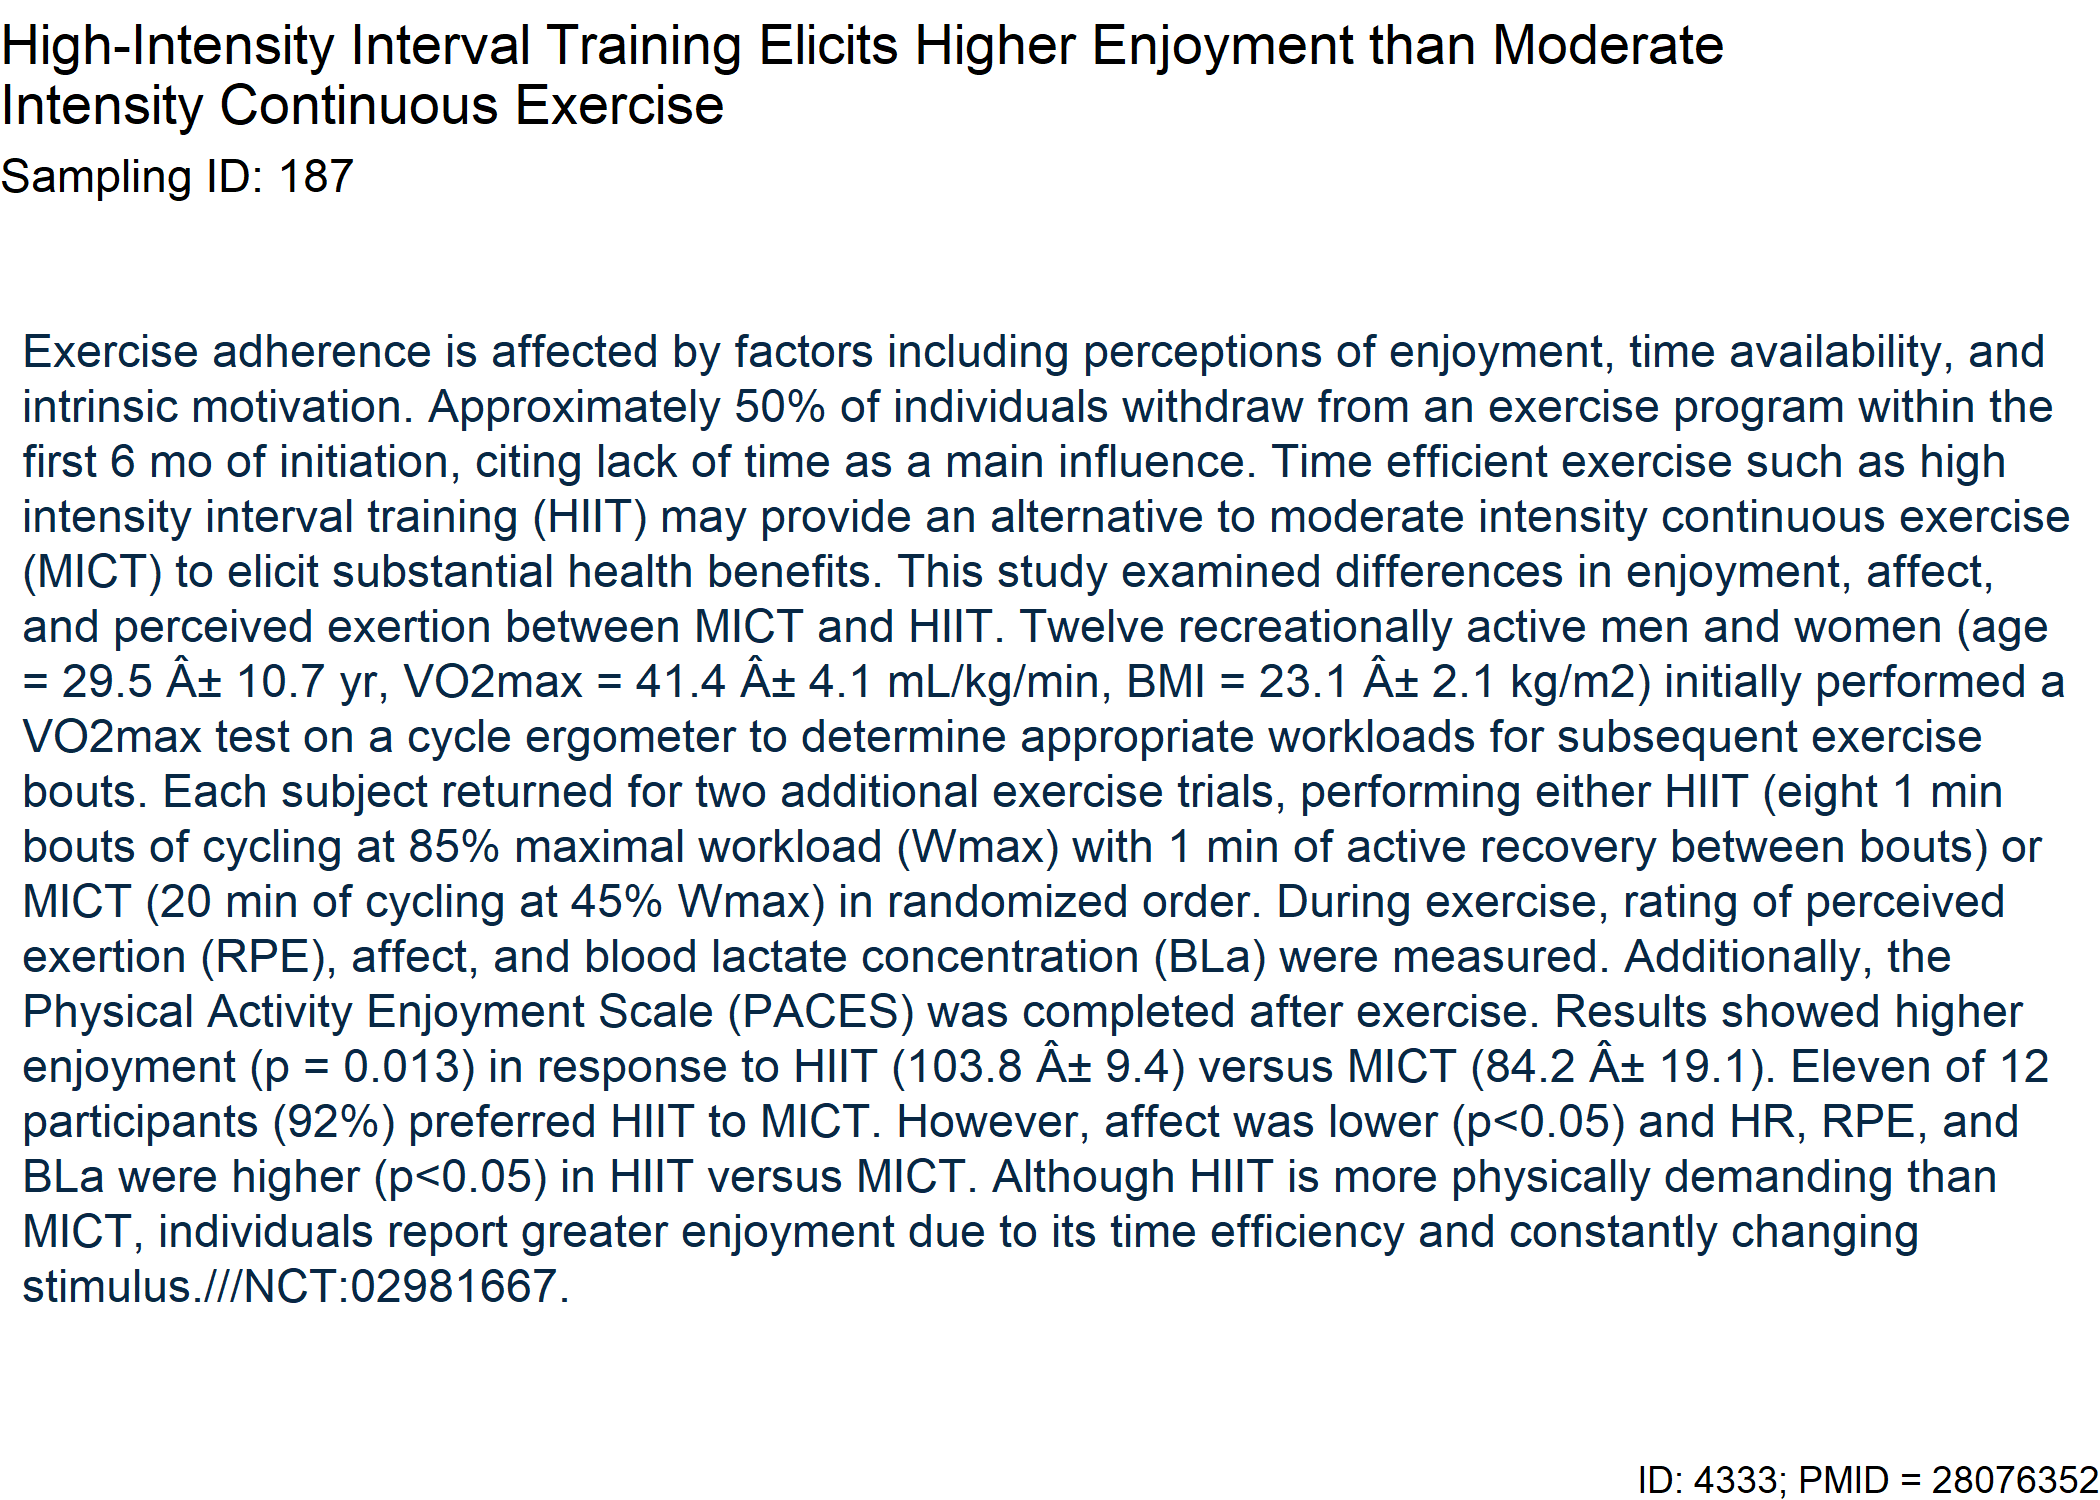 High-Intensity Interval Training Elicits Higher Enjoyment than Moderate
Intensity Continuous Exercise
Sampling ID: 187
Exercise adherence is affected by factors including perceptions of enjoyment, time availability, and
intrinsic motivation. Approximately 50% of individuals withdraw from an exercise program within the
first 6 mo of initiation, citing lack of time as a main influence. Time efficient exercise such as high
intensity interval training (HIIT) may provide an alternative to moderate intensity continuous exercise
(MICT) to elicit substantial health benefits. This study examined differences in enjoyment, affect,
and perceived exertion between MICT and HIIT. Twelve recreationally active men and women (age
= 29.5 Â± 10.7 yr, VO2max = 41.4 Â± 4.1 mL/kg/min, BMI = 23.1 Â± 2.1 kg/m2) initially performed a
VO2max test on a cycle ergometer to determine appropriate workloads for subsequent exercise
bouts. Each subject returned for two additional exercise trials, performing either HIIT (eight 1 min
bouts of cycling at 85% maximal workload (Wmax) with 1 min of active recovery between bouts) or
MICT (20 min of cycling at 45% Wmax) in randomized order. During exercise, rating of perceived
exertion (RPE), affect, and blood lactate concentration (BLa) were measured. Additionally, the
Physical Activity Enjoyment Scale (PACES) was completed after exercise. Results showed higher
enjoyment (p = 0.013) in response to HIIT (103.8 Â± 9.4) versus MICT (84.2 Â± 19.1). Eleven of 12
participants (92%) preferred HIIT to MICT. However, affect was lower (p<0.05) and HR, RPE, and
BLa were higher (p<0.05) in HIIT versus MICT. Although HIIT is more physically demanding than
MICT, individuals report greater enjoyment due to its time efficiency and constantly changing
stimulus.///NCT:02981667.
ID: 4333; PMID = 28076352